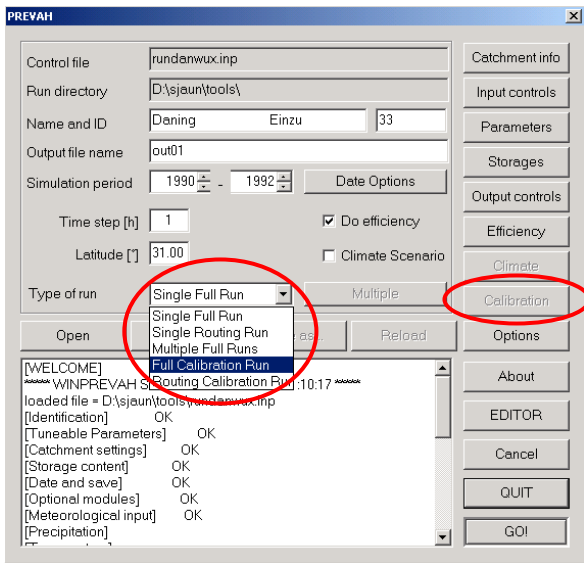 PREVAH
Control file rundanwux.inp
Run directory D:\sjaun\tools\
Name and ID Daning Einzu 33
Output file name out01
Simulation period 1990 - 1992 Date Options
Time step [h] 1 Do efficiency
Latitude [°] 31.00 Climate Scenario
Type of run Single Full Run Multiple
Single Full Run
Single Routing Run
Multiple Full Runs
Full Calibration Run
Routing Calibration Run
Open as.. Reload
Catchment info
Input controls
Parameters
Storages
Output controls
Efficiency
Climate
Calibration
Options
About
EDITOR
Cancel
QUIT
GO!
[WELCOME]
***** WINPREVAH S :10:17 *****
loaded file = D:\sjaun\tools\rundanwux.inp
[Identification] OK
[Tuneable Parameters] OK
[Catchment settings] OK
[Storage content] OK
[Date and save] OK
[Optional modules] OK
[Meteorological input] OK
[Precipitation]